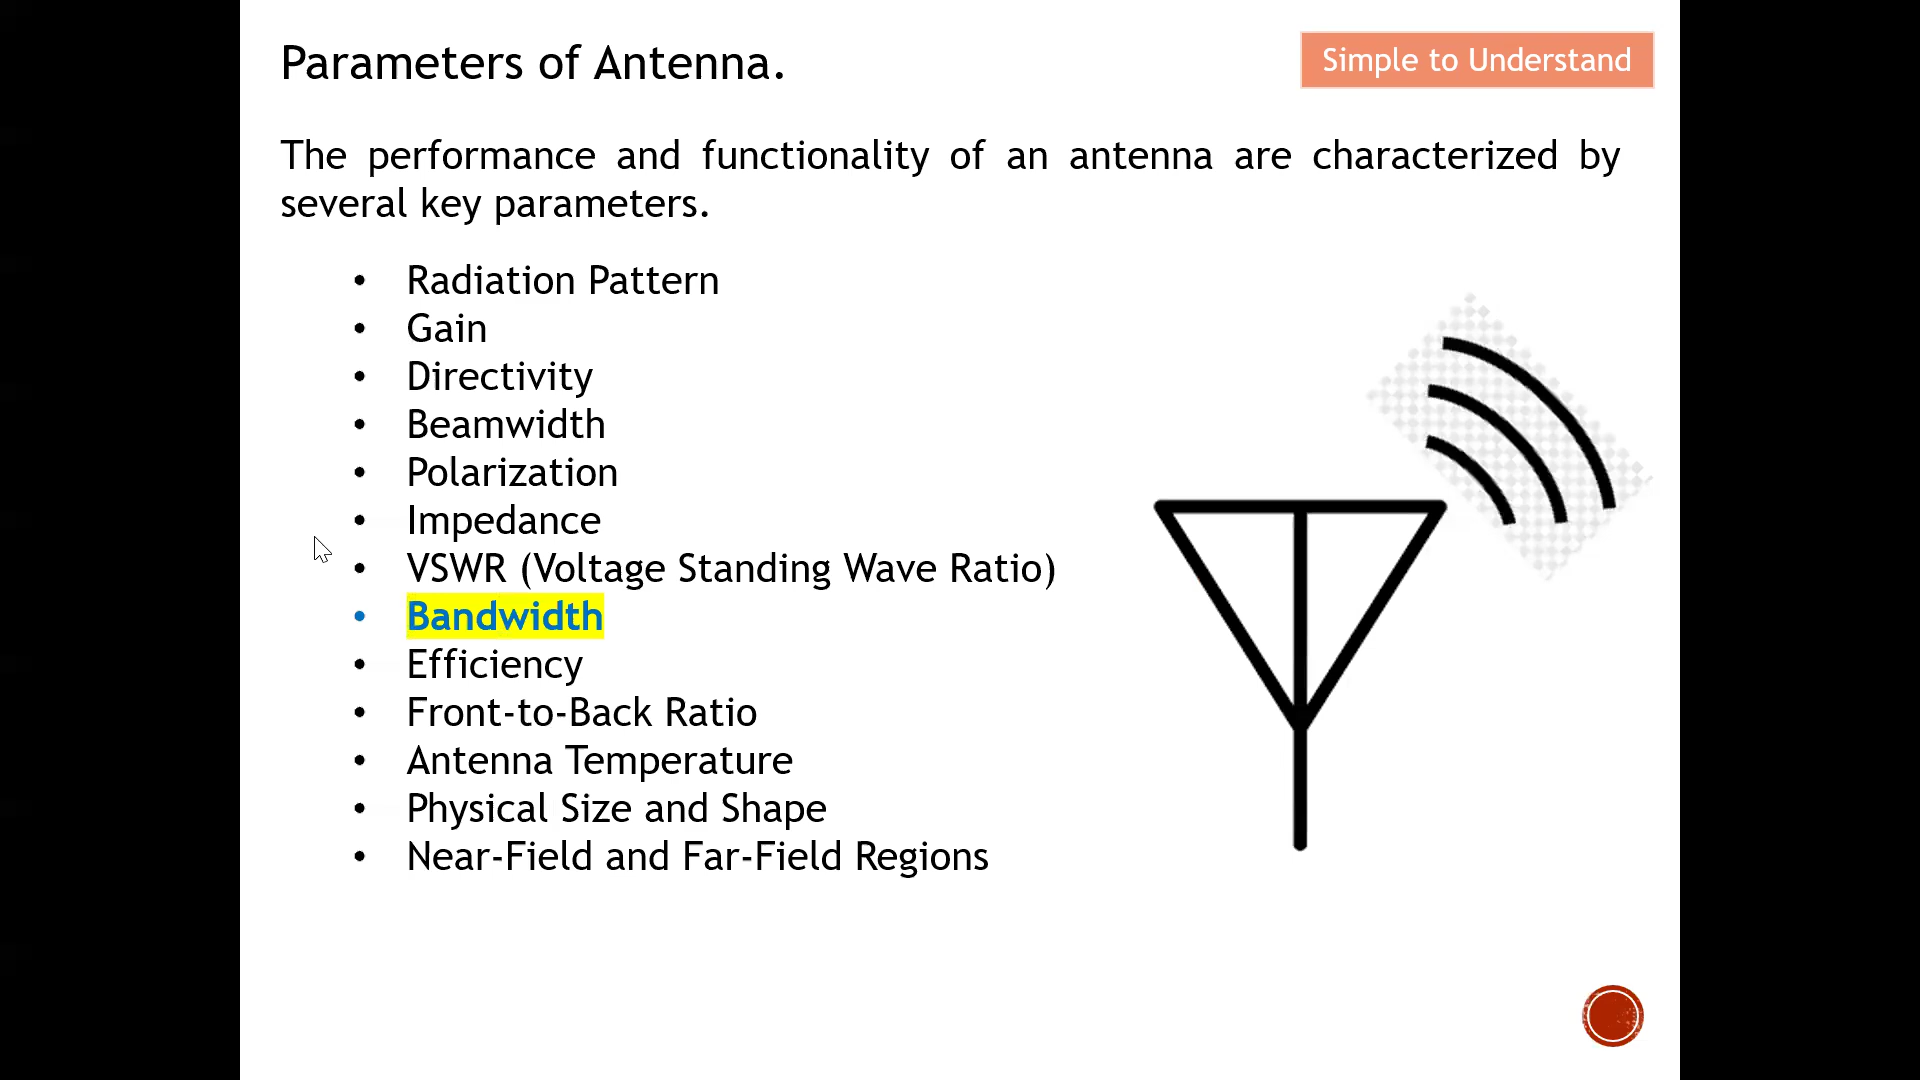 Parameters of Antenna.
Simple to Understand
The performance and functionality of an antenna are characterized by
several key parameters.
• Radiation Pattern
• Gain
• Directivity
• Beamwidth
• Polarization
• Impedance
• VSWR (Voltage Standing Wave Ratio)
• Bandwidth
• Efficiency
• Front-to-Back Ratio
• Antenna Temperature
• Physical Size and Shape
• Near-Field and Far-Field Regions